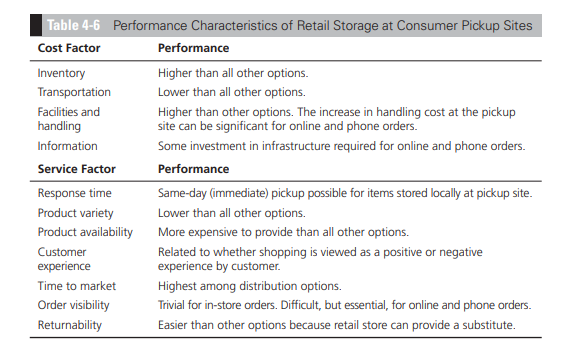 Table 4-6 Performance Characteristics of Retail Storage at Consumer Pickup Sites
Cost Factor Performance
Inventory Higher than all other options.
Transportation Lower than all other options.
Facilities and Higher than other options. The increase in handling cost at the pickup
handling site can be significant for online and phone orders.
Information Some investment in infrastructure required for online and phone orders.
Service Factor Performance
Response time Same-day (immediate) pickup possible for items stored locally at pickup site.
Product variety Lower than all other options.
Product availability More expensive to provide than all other options.
Customer Related to whether shopping is viewed as a positive or negative
experience experience by customer.
Time to market Highest among distribution options.
Order visibility Trivial for in-store orders. Difficult, but essential, for online and phone orders.
Returnability Easier than other options because retail store can provide a substitute.